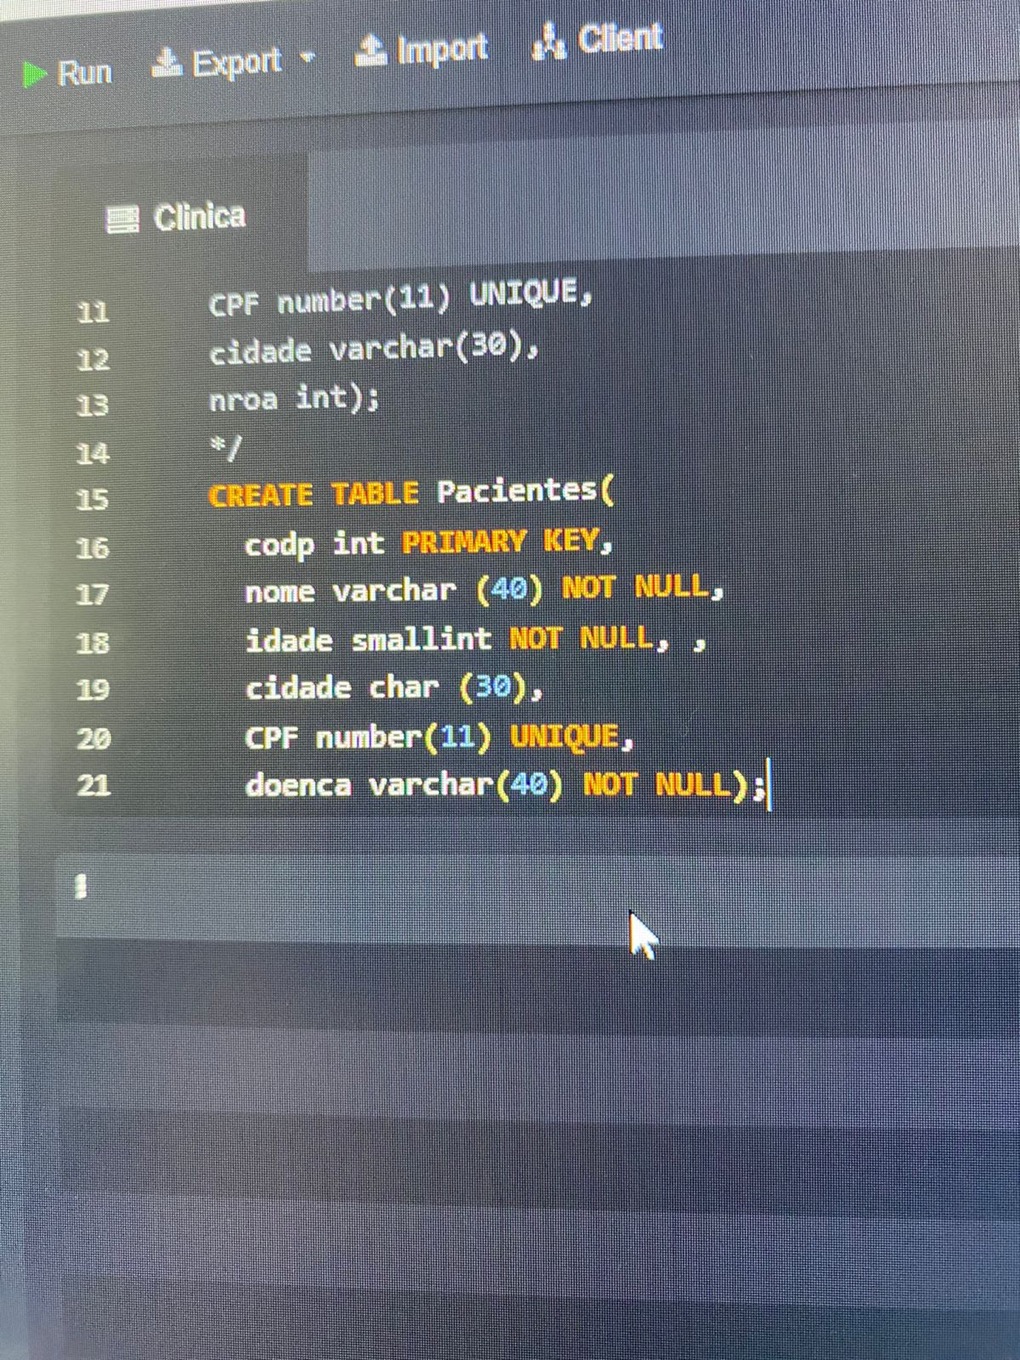 Run Export Import Client
Clinica
11 CPF number(11) UNIQUE,
12 cidade varchar(30),
13 nroa int);
14 */
15 CREATE TABLE Pacientes(
16 codp int PRIMARY KEY,
17 nome varchar (40) NOT NULL,
18 idade smallint NOT NULL, ,
19 cidade char (30),
20 CPF number(11) UNIQUE,
21 doenca varchar(40) NOT NULL);